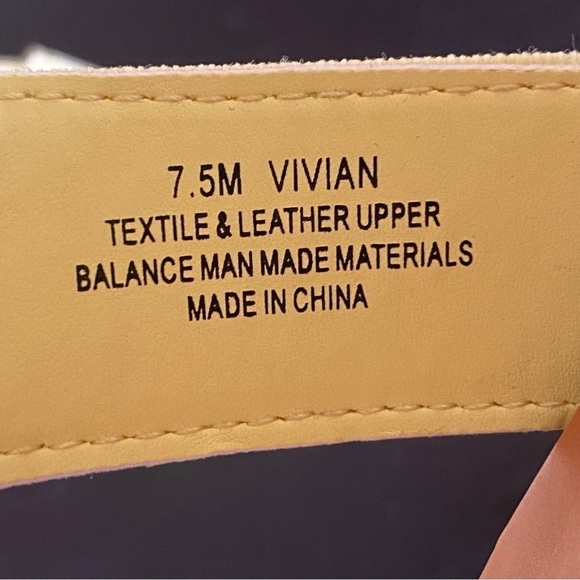 7.5M VIVIAN
TEXTILE & LEATHER UPPER
BALANCE MAN MADE MATERIALS
MADE IN CHINA